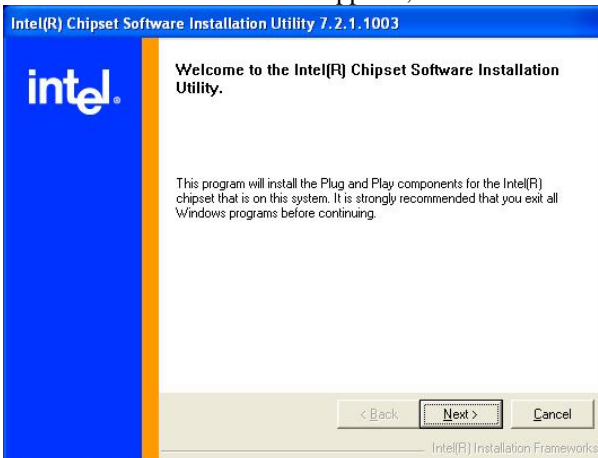 Intel(R) Chipset Software Installation Utility 7.2.1.1003
intel®
Welcome to the Intel(R) Chipset Software Installation
Utility.
This program will install the Plug and Play components for the Intel(R)
chipset that is on this system. It is strongly recommended that you exit all
Windows programs before continuing.
< Back
Next >
Cancel
Intel(R) Installation Frameworks